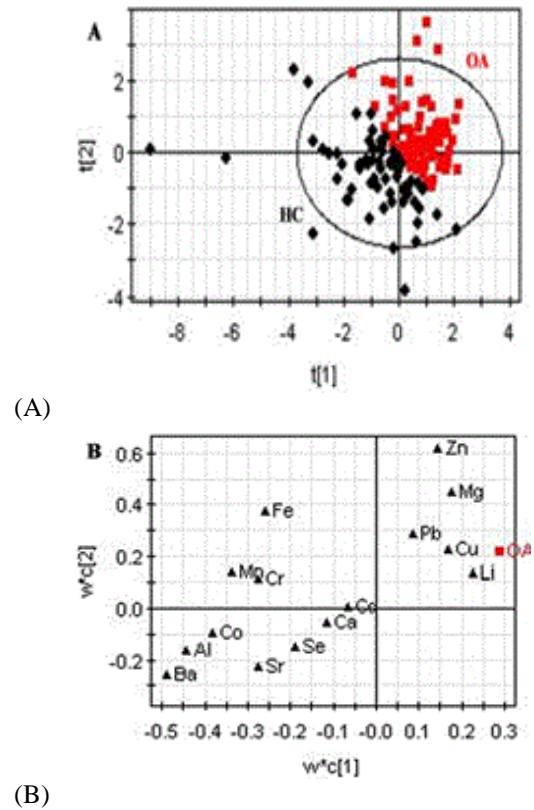 A
OA
HC
t[2]
2
0
-2
-4
-8 -6 -4 -2 0 2 4
t[1]
(A)
B
w*c[2]
0.6
0.4
0.2
0.0
-0.2
Zn
Mg
Fe
Pb
Cu
OA
Mo
Cr
Li
Ca
Co
Se
Al
Sr
Ba
-0.5 -0.4 -0.3 -0.2 -0.1 -0.0 0.1 0.2 0.3
w*c[1]
(B)